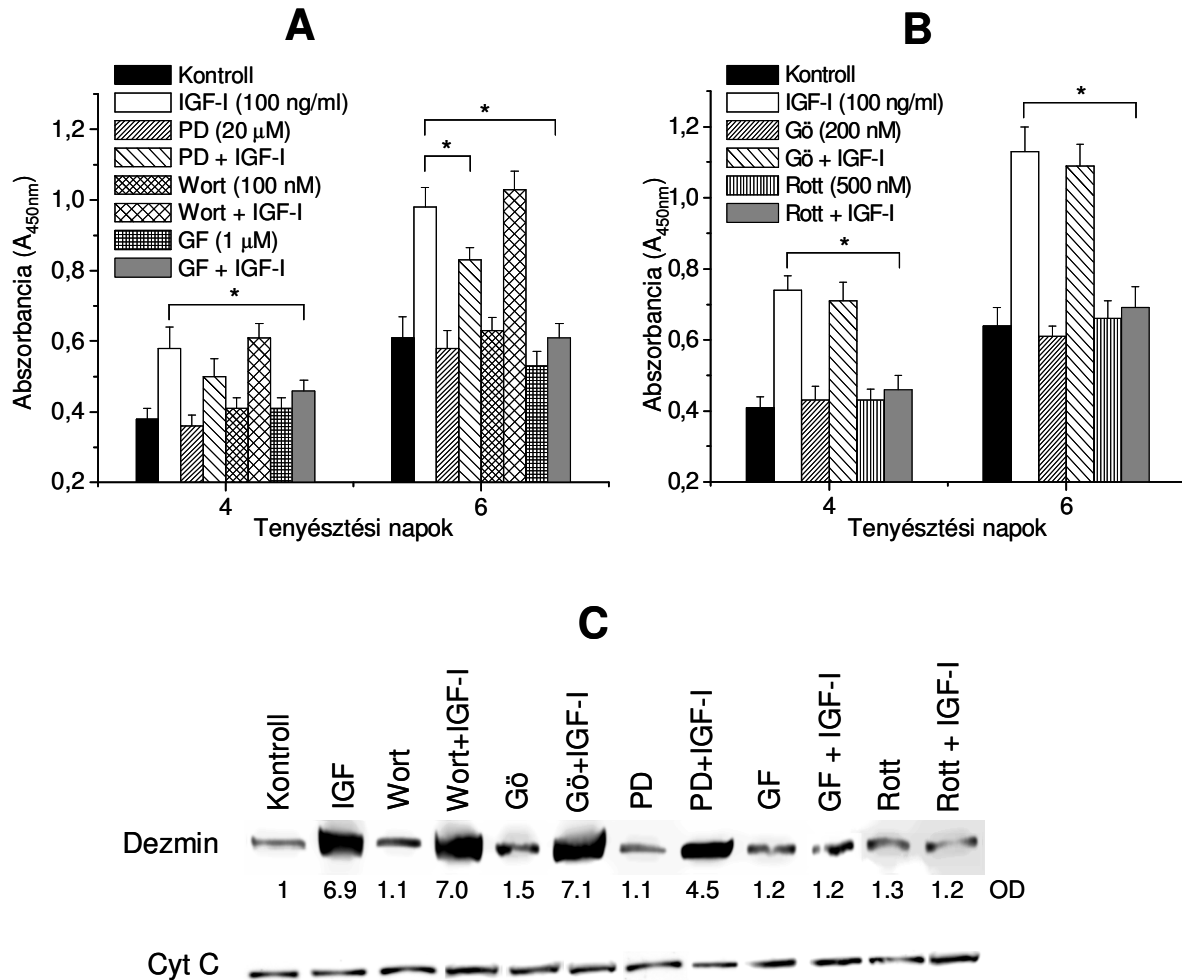 A
Kontroll
IGF-I (100 ng/ml)
PD (20 µM)
PD + IGF-I
Wort (100 nM)
Wort + IGF-I
GF (1 µM)
GF + IGF-I
*
*
*
Abszorbancia (A450nm)
1,2
1,0
0,8
0,6
0,4
0,2
4 6
Tenyésztési napok
B
Kontroll
IGF-I (100 ng/ml)
Gö (200 nM)
Gö + IGF-I
Rott (500 nM)
Rott + IGF-I
*
*
Abszorbancia (A450nm)
1,2
1,0
0,8
0,6
0,4
0,2
4 6
Tenyésztési napok
C
Kontroll
IGF
Wort
Wort+IGF-I
Gö
Gö+IGF-I
PD
PD+IGF-I
GF
GF + IGF-I
Rott
Rott + IGF-I
Dezmin
1 6.9 1.1 7.0 1.5 7.1 1.1 4.5 1.2 1.2 1.3 1.2 OD
Cyt C